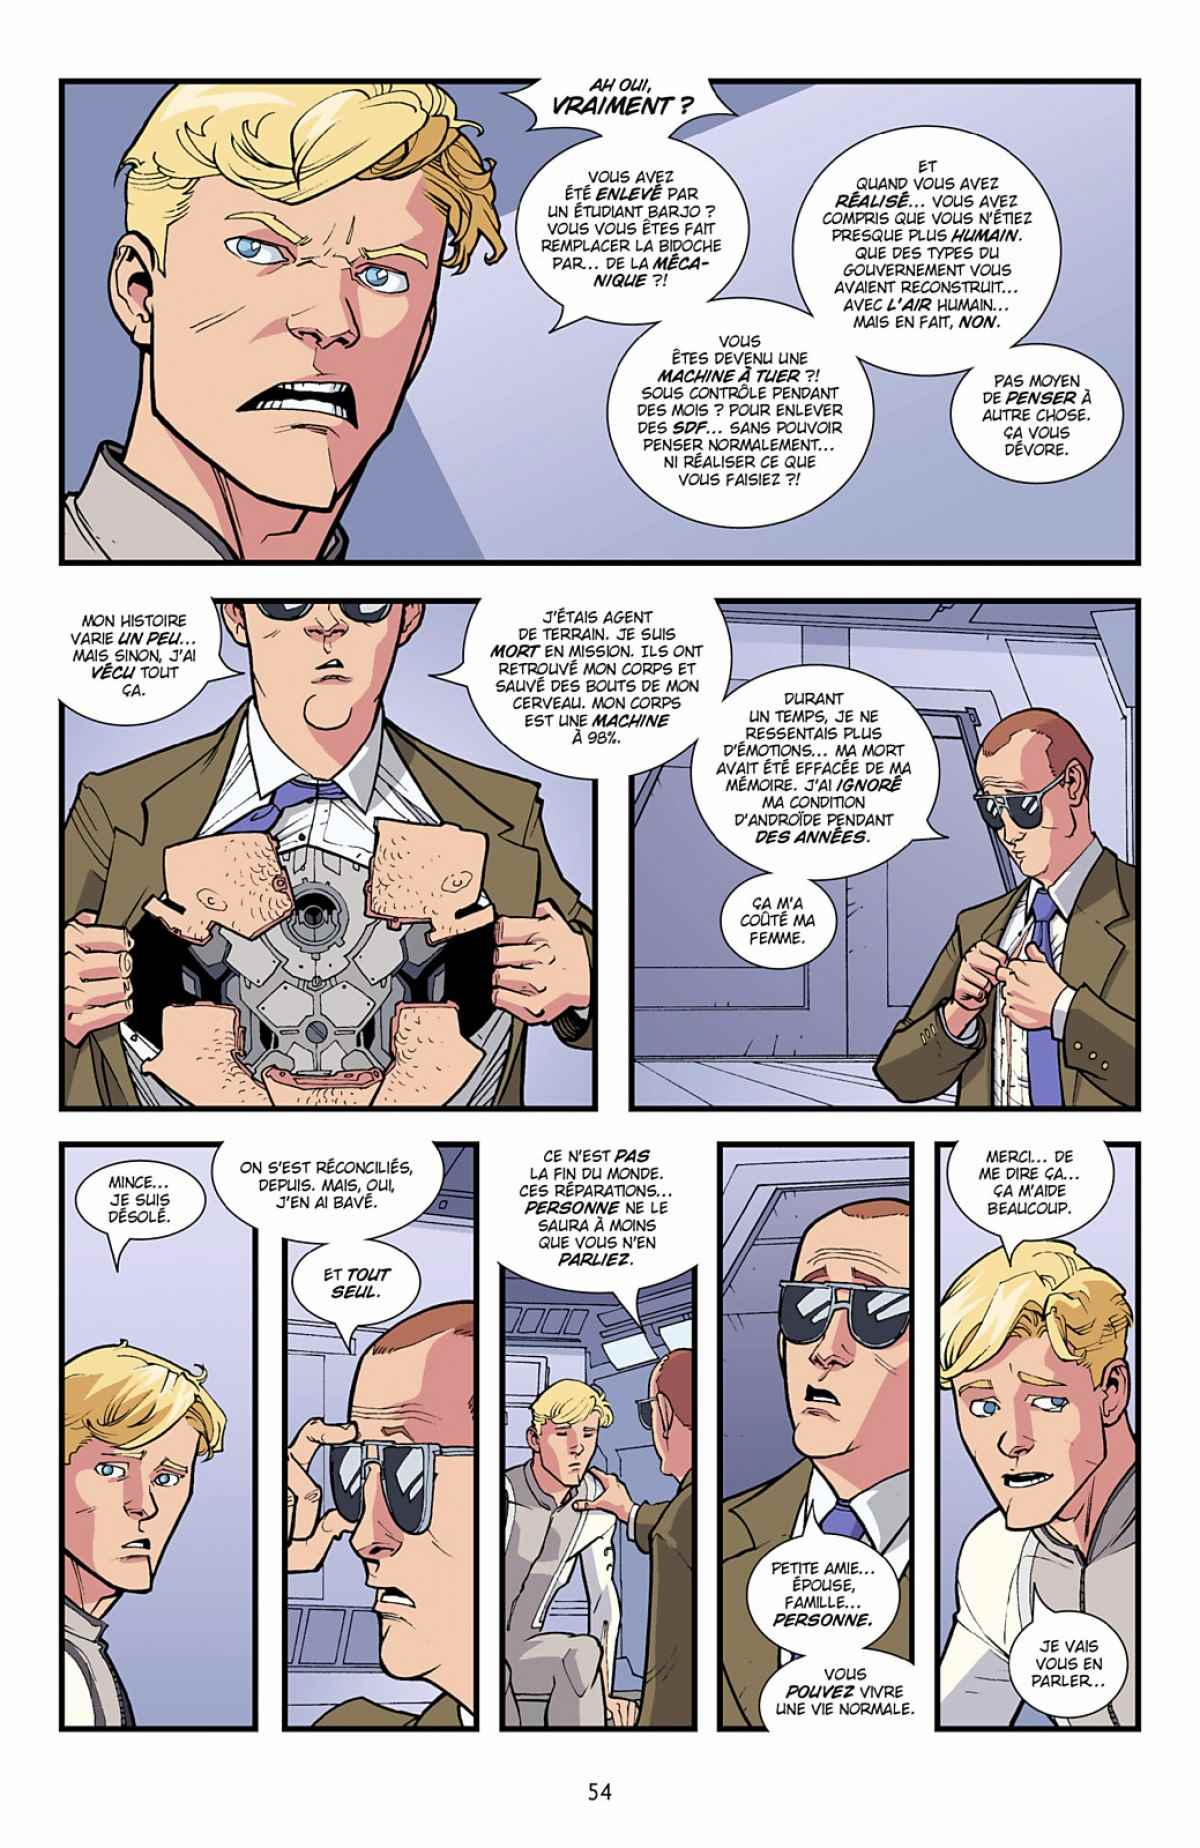 AH OUI,
VRAIMENT ?
VOUS AVEZ
ÉTÉ ENLEVÉ PAR
UN ÉTUDIANT BARJO ?
VOUS VOUS ÊTES FAIT
REMPLACER LA BIDOCHE
PAR... DE LA MÉCA-
NIQUE ?!
VOUS
ÊTES DEVENU UNE
MACHINE À TUER ?!
SOUS CONTRÔLE PENDANT
DES MOIS ? POUR ENLEVER
DES SDF... SANS POUVOIR
PENSER NORMALEMENT...
NI RÉALISER CE QUE
VOUS FAISIEZ ?!
ET
QUAND VOUS AVEZ
RÉALISÉ... VOUS AVEZ
COMPRIS QUE VOUS N'ÉTIEZ
PRESQUE PLUS HUMAIN.
QUE DES TYPES DU
GOUVERNEMENT VOUS
AVAIENT RECONSTRUIT...
AVEC L'AIR HUMAIN...
MAIS EN FAIT, NON.
PAS MOYEN
DE PENSER À
AUTRE CHOSE.
ÇA VOUS
DÉVORE.
MON HISTOIRE
VARIE UN PEU...
MAIS SINON, J'AI
VÉCU TOUT
ÇA.
J'ÉTAIS AGENT
DE TERRAIN. JE SUIS
MORT EN MISSION. ILS ONT
RETROUVÉ MON CORPS ET
SAUVÉ DES BOUTS DE MON
CERVEAU. MON CORPS
EST UNE MACHINE
À 98%.
DURANT
UN TEMPS, JE NE
RESSENTAIS PLUS
D'ÉMOTIONS... MA MORT
AVAIT ÉTÉ EFFACÉE DE MA
MÉMOIRE. J'AI IGNORÉ
MA CONDITION
D'ANDROÏDE PENDANT
DES ANNÉES.
ÇA M'A
COÛTÉ MA
FEMME.
MINCE...
JE SUIS
DÉSOLÉ.
ON S'EST RÉCONCILIÉS,
DEPUIS. MAIS, OUI,
J'EN AI BAVÉ.
ET TOUT
SEUL.
CE N'EST PAS
LA FIN DU MONDE.
CES RÉPARATIONS...
PERSONNE NE LE
SAURA À MOINS
QUE VOUS N'EN
PARLIEZ.
PETITE AMIE...
ÉPOUSE,
FAMILLE...
PERSONNE.
VOUS
POUVEZ VIVRE
UNE VIE NORMALE.
MERCI... DE
ME DIRE ÇA...
ÇA M'AIDE
BEAUCOUP.
JE VAIS
VOUS EN
PARLER...
54